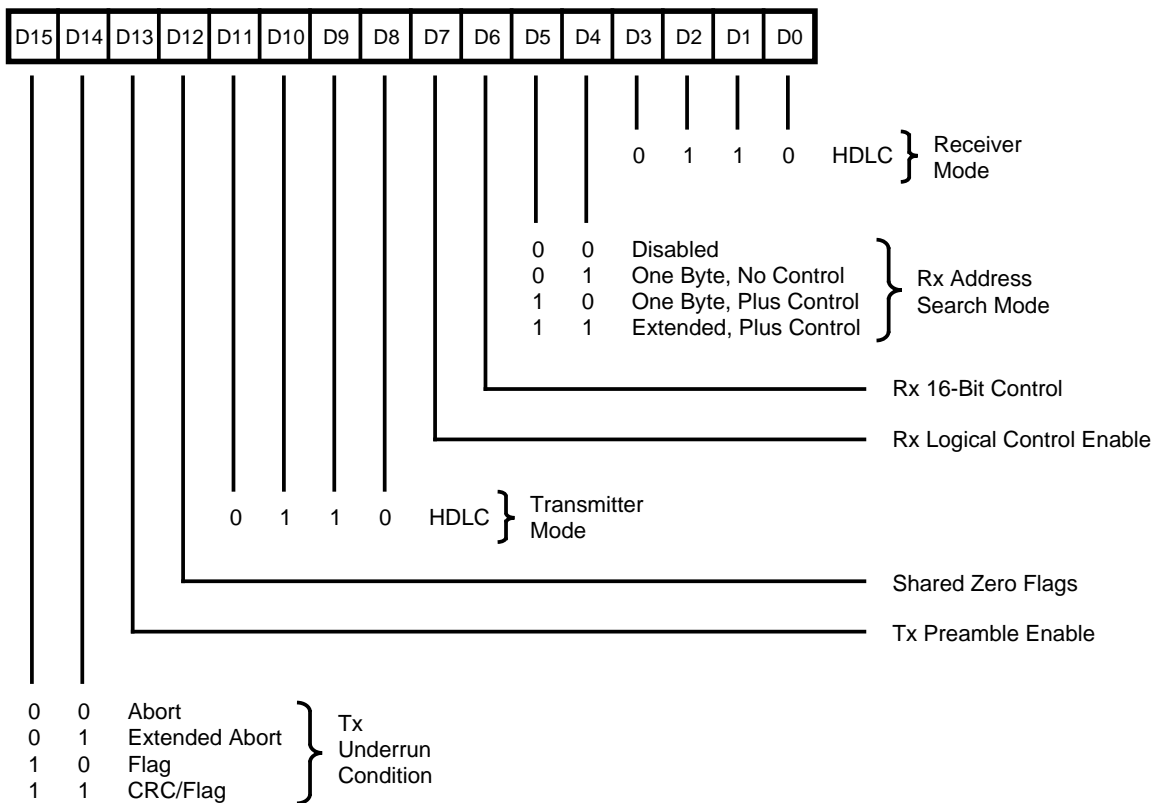 D15 D14 D13 D12 D11 D10 D9 D8 D7 D6 D5 D4 D3 D2 D1 D0
0 1 1 0 HDLC
Receiver
Mode
0 0 Disabled
0 1 One Byte, No Control
1 0 One Byte, Plus Control
1 1 Extended, Plus Control
Rx Address
Search Mode
Rx 16-Bit Control
Rx Logical Control Enable
0 1 1 0 HDLC
Transmitter
Mode
Shared Zero Flags
Tx Preamble Enable
0 0 Abort
0 1 Extended Abort
1 0 Flag
1 1 CRC/Flag
Tx
Underrun
Condition